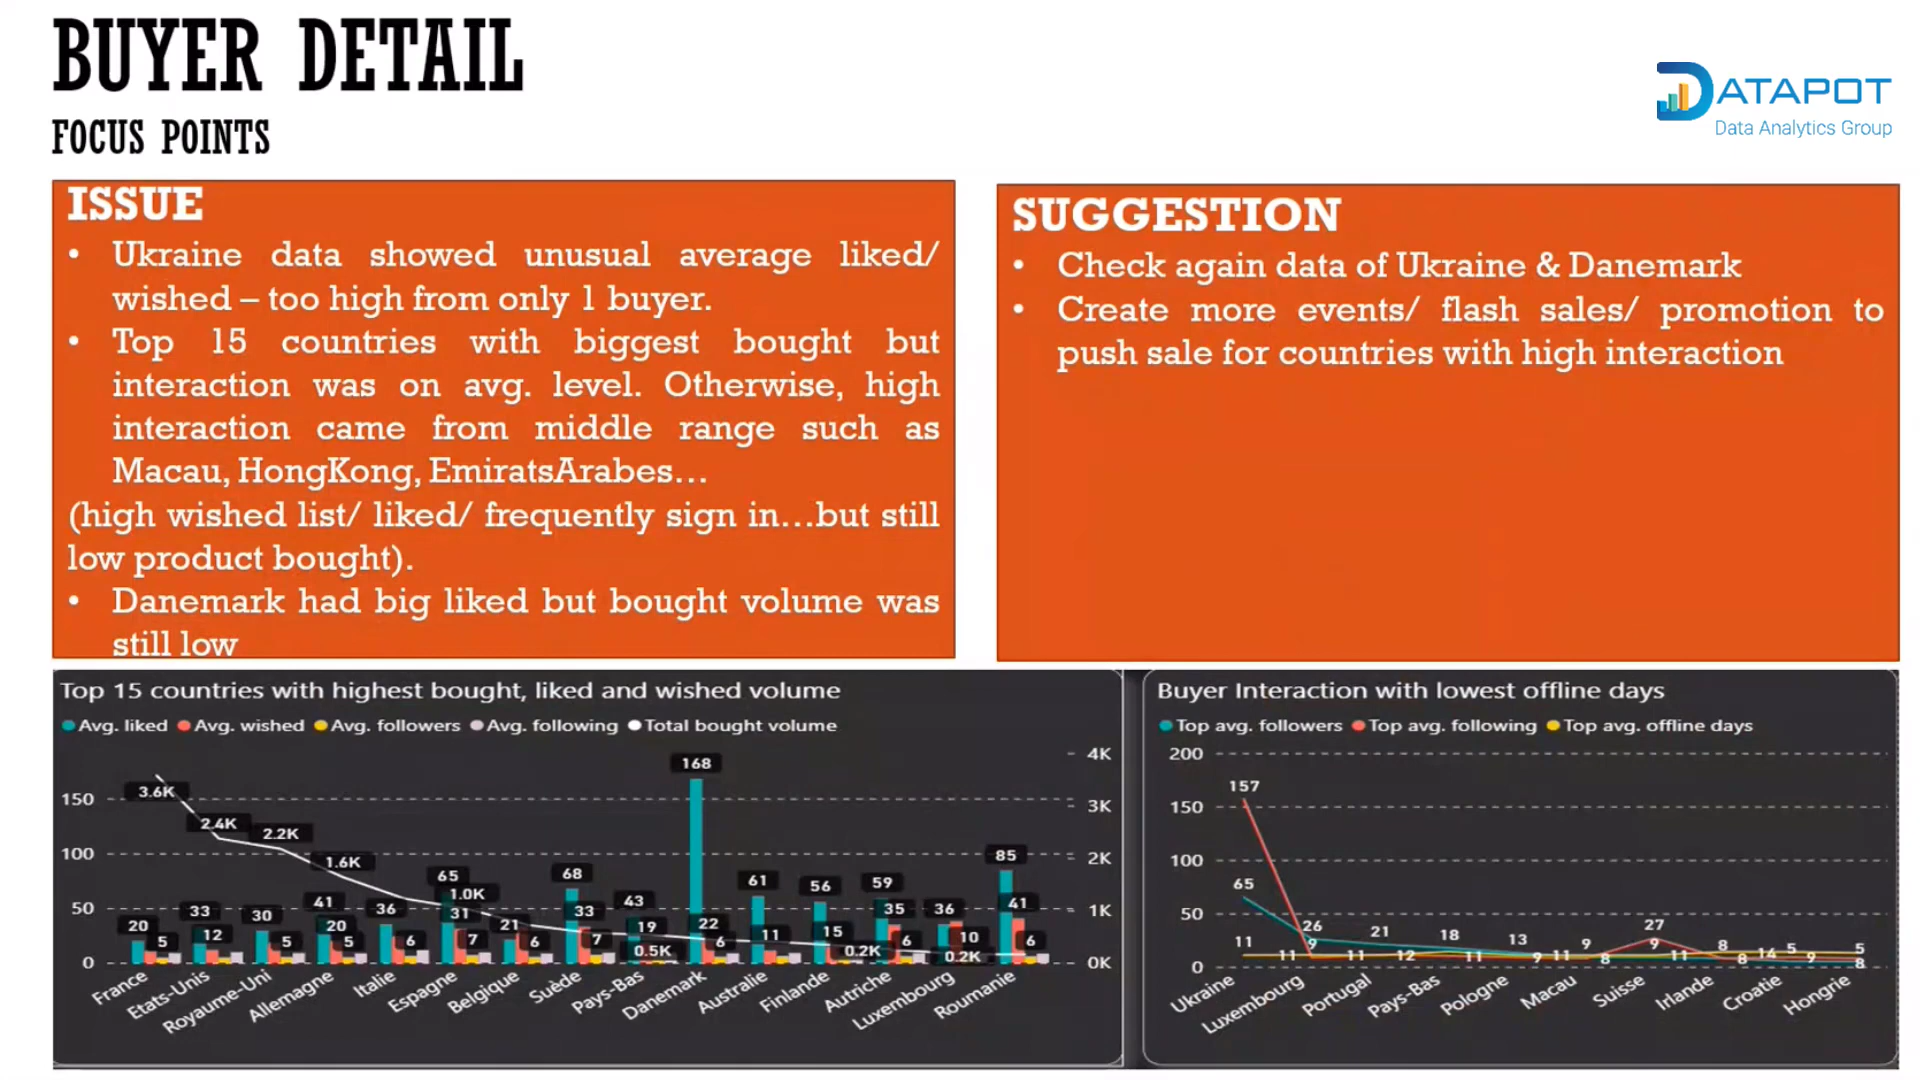 BUYER DETAIL
FOCUS POINTS
DATAPOT
Data Analytics Group
ISSUE
• Ukraine data showed unusual average liked/
wished – too high from only 1 buyer.
• Top 15 countries with biggest bought but
interaction was on avg. level. Otherwise, high
interaction came from middle range such as
Macau, HongKong, EmiratsArabes...
(high wished list/ liked/ frequently sign in...but still
low product bought).
• Danemark had big liked but bought volume was
still low
SUGGESTION
• Check again data of Ukraine & Danemark
• Create more events/ flash sales/ promotion to
push sale for countries with high interaction
Top 15 countries with highest bought, liked and wished volume
Avg. liked Avg. wished Avg. followers Avg. following Total bought volume
4K
168
150 3.6K 3K
2.4K 2.2K
100 1.6K 85 2K
65 1.0K 68 61 56 59
50 20 33 30 41 36 31 21 33 43 19 22 11 15 35 36 41 1K
5 12 5 20 5 6 7 6 7 0.5K 6 0.2K 6 10 0.2K 6
0 0K
France Etats-Unis Royaume-Uni Allemagne Italie Espagne Belgique Suède Pays-Bas Danemark Australie Finlande Autriche Luxembourg Roumanie
Buyer Interaction with lowest offline days
Top avg. followers Top avg. following Top avg. offline days
200
157
150
100
65
50
26 21 18 13 9 27 8 5 5
11 9 11 11 12 11 9 11 8 9 11 8 14 9 8
0
Ukraine Luxembourg Portugal Pays-Bas Pologne Macau Suisse Irlande Croatie Hongrie